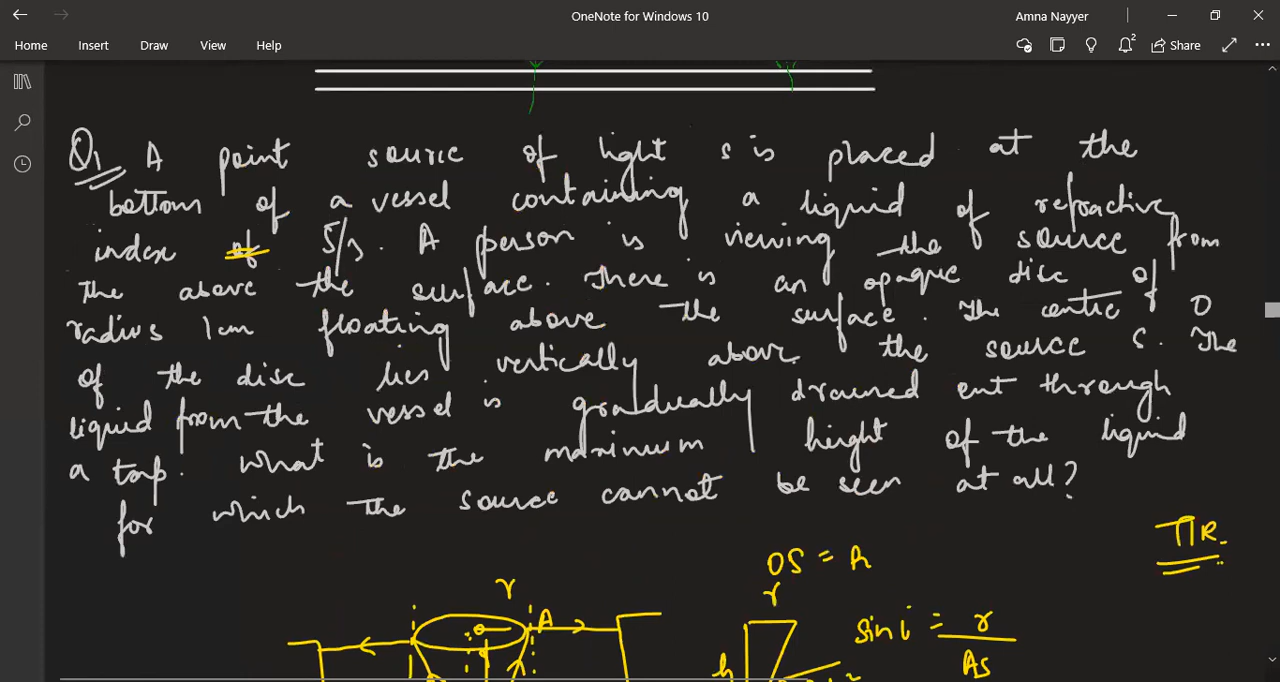 OneNote for Windows 10
Amna Nayyer
Home Insert Draw View Help
2 Share
Q1 A point source of light s is placed at the
bottom of a vessel containing a liquid of refractive
index of 5/3. A person is viewing the source from
the above the surface. There is an opaque disc of
radius 1cm floating above the surface. The centre O
of the disc lies vertically above the source S. The
liquid from the vessel is gradually drained out through
a tap. What is the maximum height of the liquid
for which the source cannot be seen at all?
TIR.
OS = h
r
r
A
sin i = r
AS
h